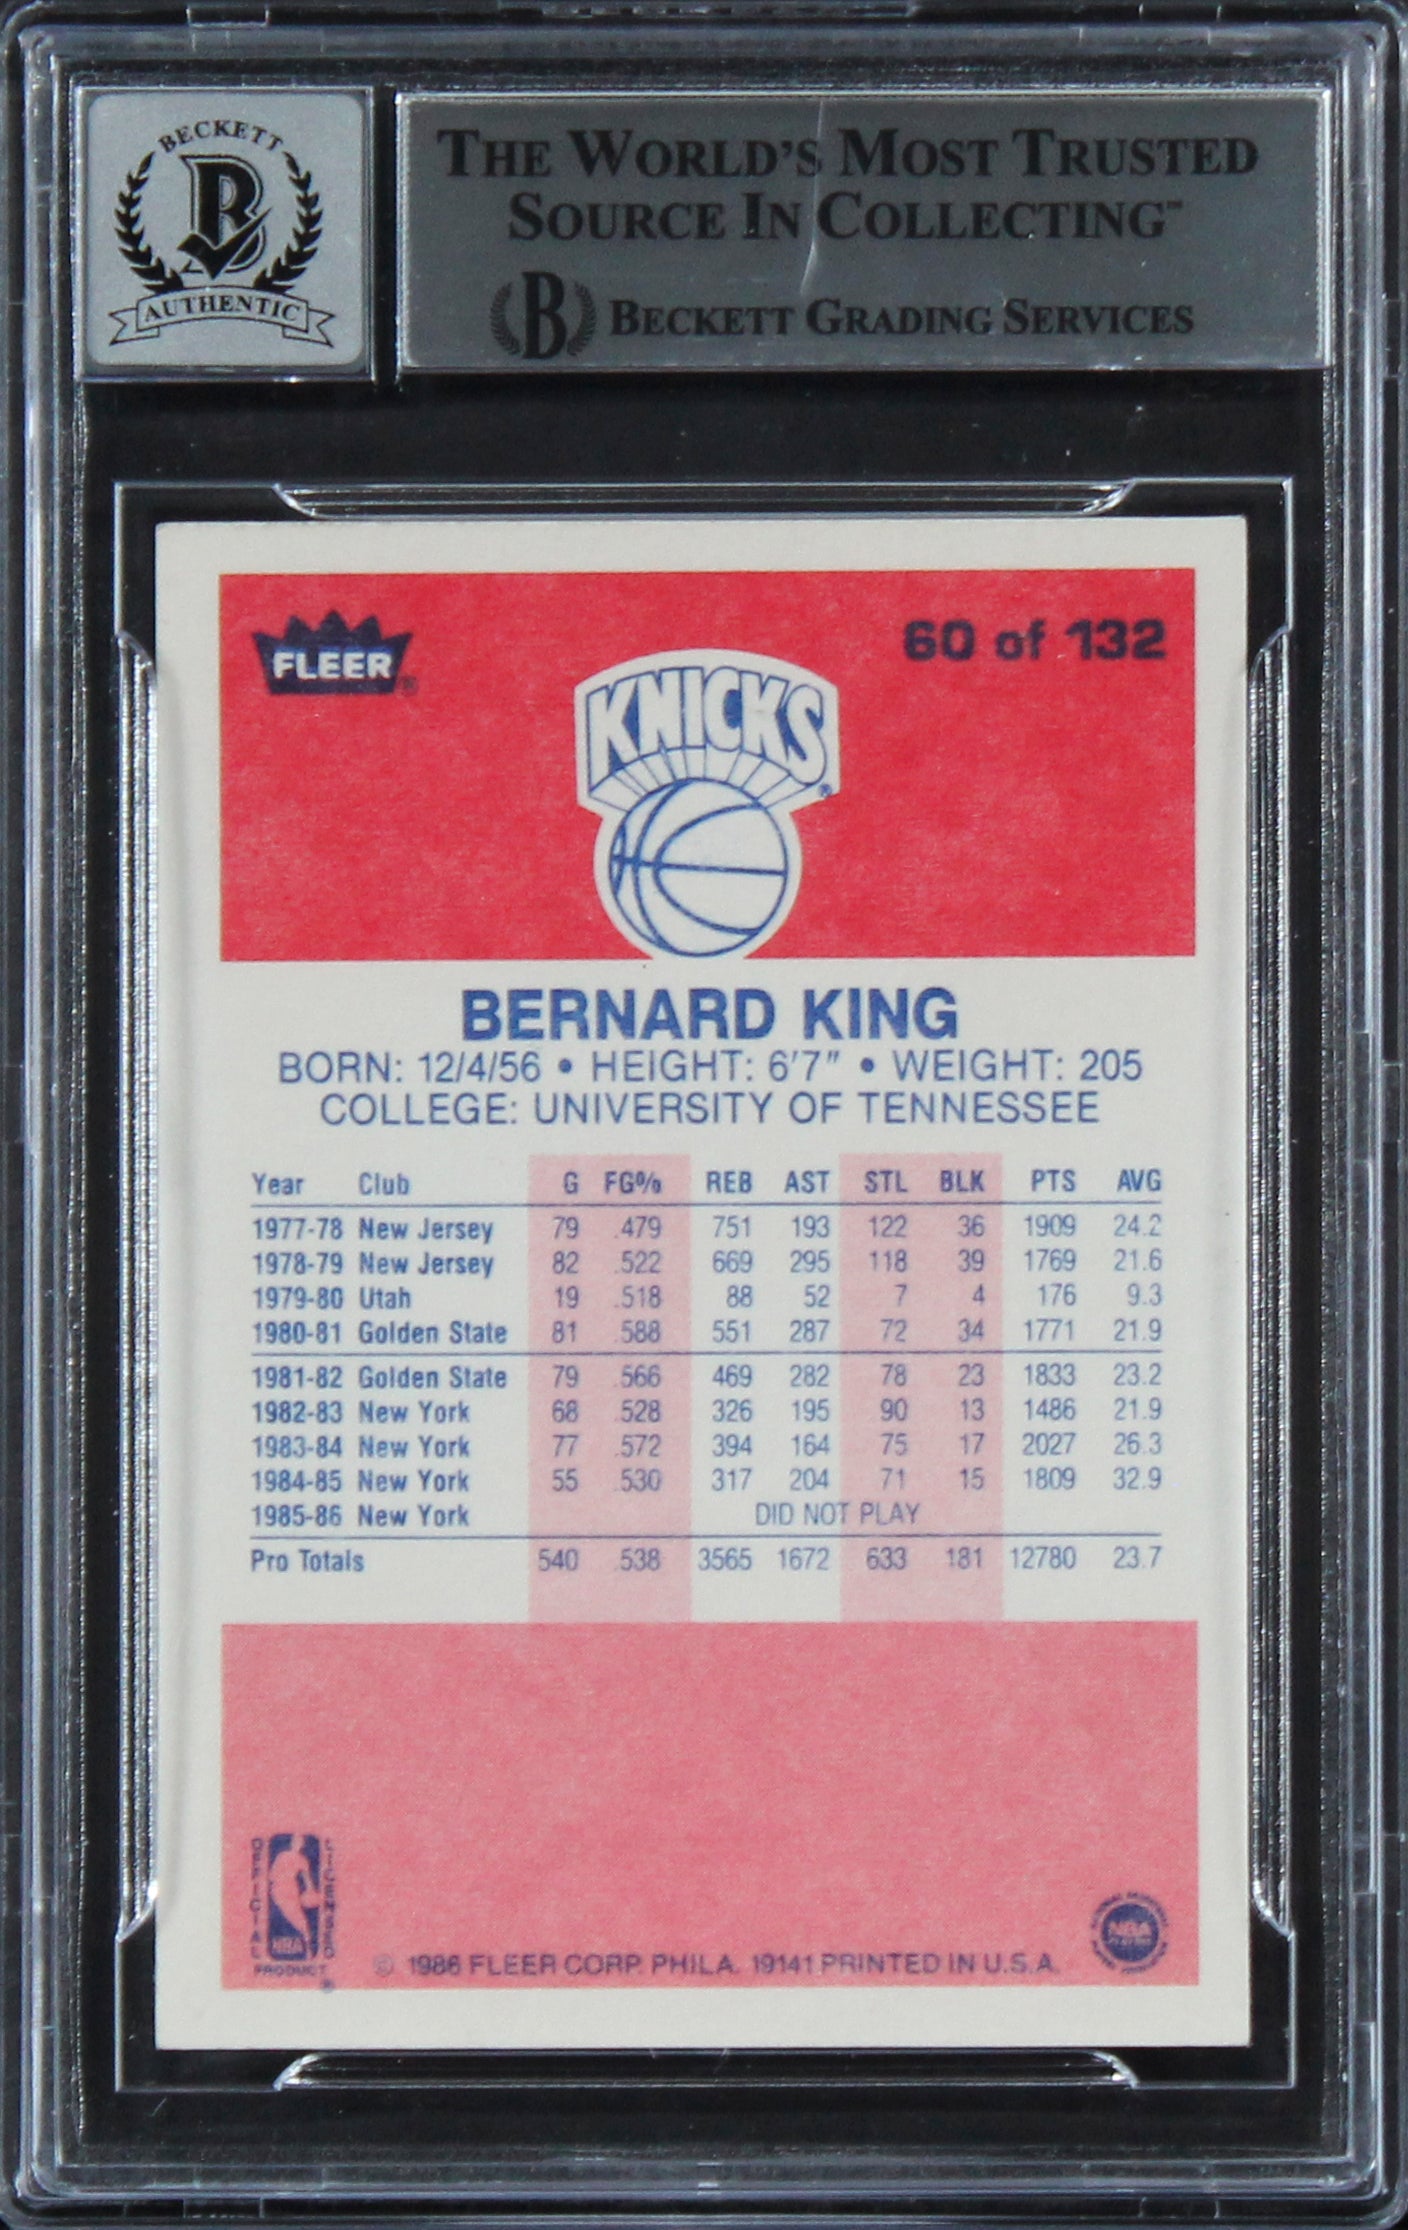 BECKETT
B
AUTHENTIC
THE WORLD'S MOST TRUSTED
SOURCE IN COLLECTING™
B BECKETT GRADING SERVICES
FLEER®
60 of 132
KNICKS®
BERNARD KING
BORN: 12/4/56 • HEIGHT: 6'7" • WEIGHT: 205
COLLEGE: UNIVERSITY OF TENNESSEE
Year Club G FG% REB AST STL BLK PTS AVG
1977-78 New Jersey 79 .479 751 193 122 36 1909 24.2
1978-79 New Jersey 82 .522 669 295 118 39 1769 21.6
1979-80 Utah 19 .518 88 52 7 4 176 9.3
1980-81 Golden State 81 .588 551 287 72 34 1771 21.9
1981-82 Golden State 79 .566 469 282 78 23 1833 23.2
1982-83 New York 68 .528 326 195 90 13 1486 21.9
1983-84 New York 77 .572 394 164 75 17 2027 26.3
1984-85 New York 55 .530 317 204 71 15 1809 32.9
1985-86 New York DID NOT PLAY
Pro Totals 540 .538 3565 1672 633 181 12780 23.7
OFFICIAL LICENSED
NBA
PRODUCT ®
© 1986 FLEER CORP. PHILA. 19141 PRINTED IN U.S.A.
NBA